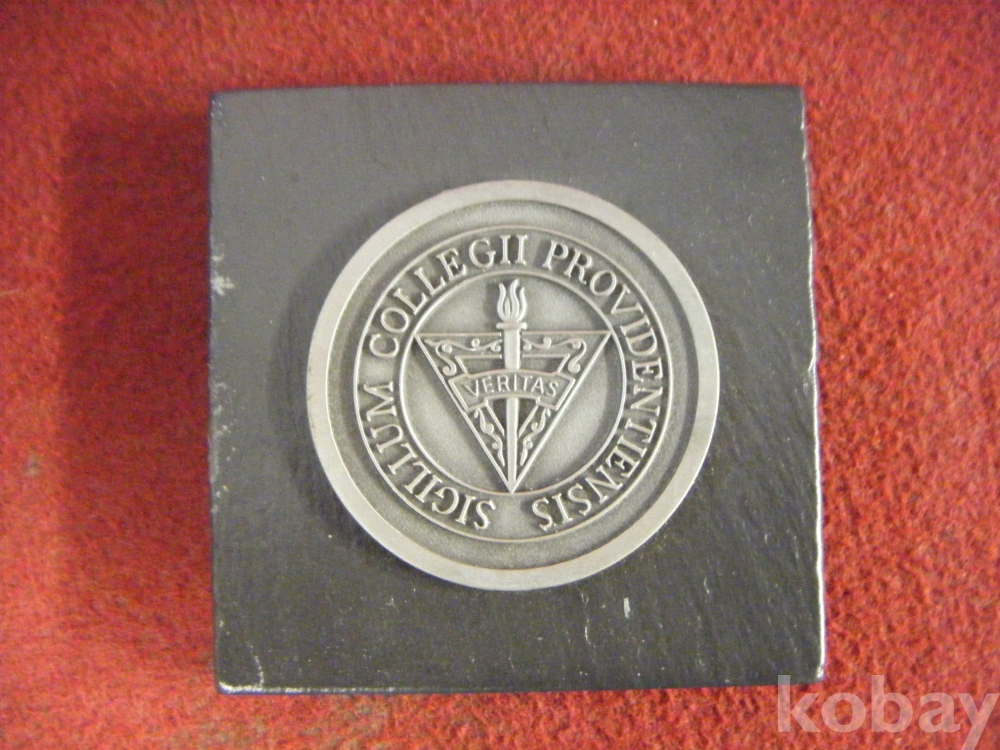 SIGILLUM COLLEGII PROVIDENTIENSIS
VERITAS
kobay